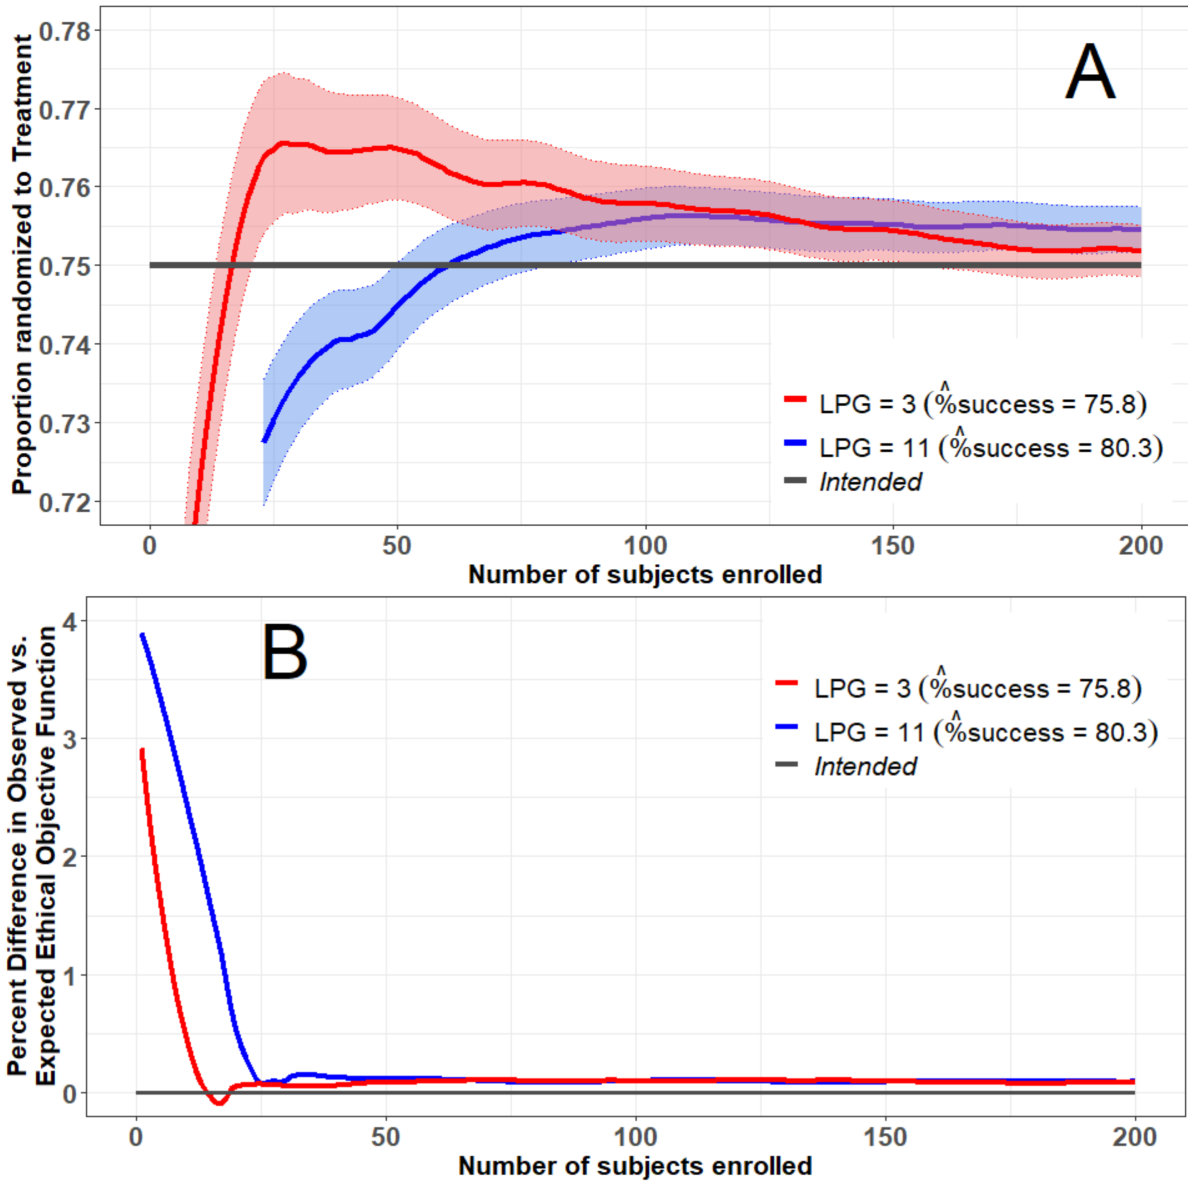 A
Proportion randomized to Treatment
0.78
0.77
0.76
0.75
0.74
0.73
0.72
LPG = 3 (%̂success = 75.8)
LPG = 11 (%̂success = 80.3)
Intended
0 50 100 150 200
Number of subjects enrolled
B
Percent Difference in Observed vs.
Expected Ethical Objective Function
4
3
2
1
0
LPG = 3 (%̂success = 75.8)
LPG = 11 (%̂success = 80.3)
Intended
0 50 100 150 200
Number of subjects enrolled